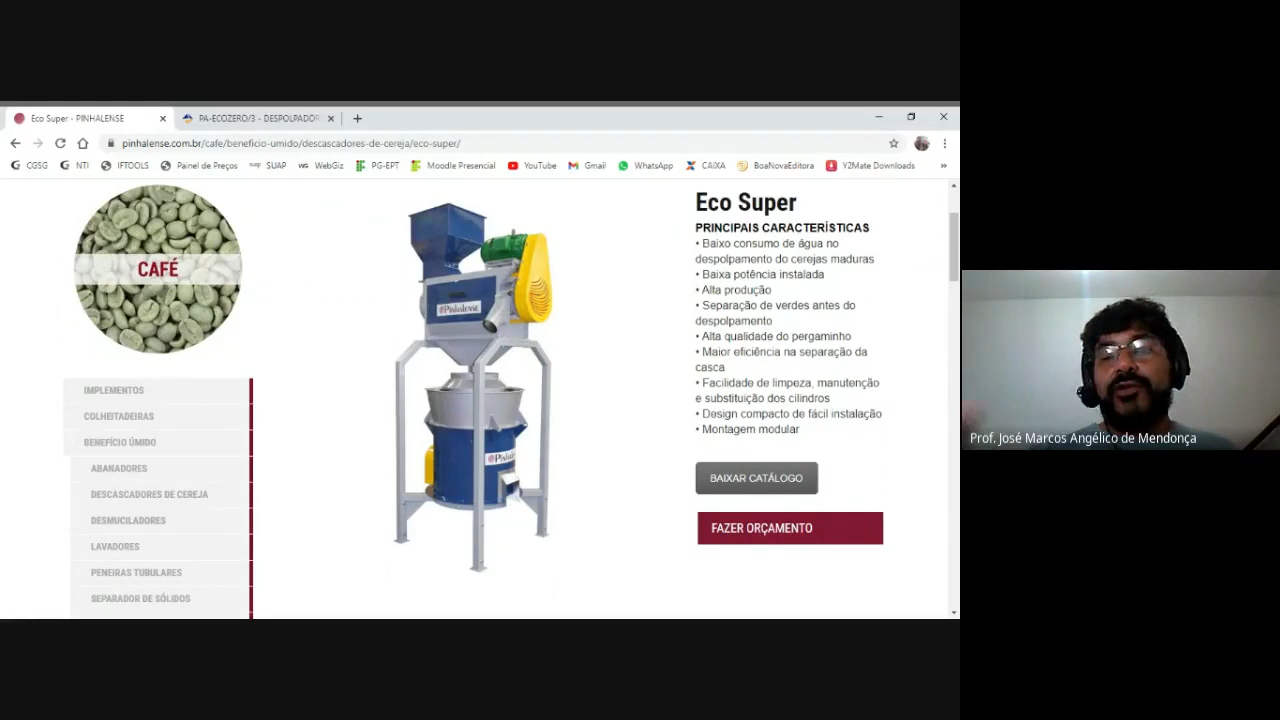 Eco Super - PINHALENSE
PA-ECOZERO/3 - DESPOLPADOR
pinhalense.com.br/cafe/beneficio-umido/descascadores-de-cereja/eco-super/
CGSG NTI IFTOOLS Painel de Preços SUAP WebGiz PG-EPT Moodle Presencial YouTube Gmail WhatsApp CAIXA BoaNovaEditora Y2Mate Downloads »
CAFÉ
IMPLEMENTOS
COLHEITADEIRAS
BENEFÍCIO ÚMIDO
ABANADORES
DESCASCADORES DE CEREJA
DESMUCILADORES
LAVADORES
PENEIRAS TUBULARES
SEPARADOR DE SÓLIDOS
Pinhalense
Eco Super
PRINCIPAIS CARACTERÍSTICAS
• Baixo consumo de água no
despolpamento do cerejas maduras
• Baixa potência instalada
• Alta produção
• Separação de verdes antes do
despolpamento
• Alta qualidade do pergaminho
• Maior eficiência na separação da
casca
• Facilidade de limpeza, manutenção
e substituição dos cilindros
• Design compacto de fácil instalação
• Montagem modular
BAIXAR CATÁLOGO
FAZER ORÇAMENTO
Prof. José Marcos Angélico de Mendonça